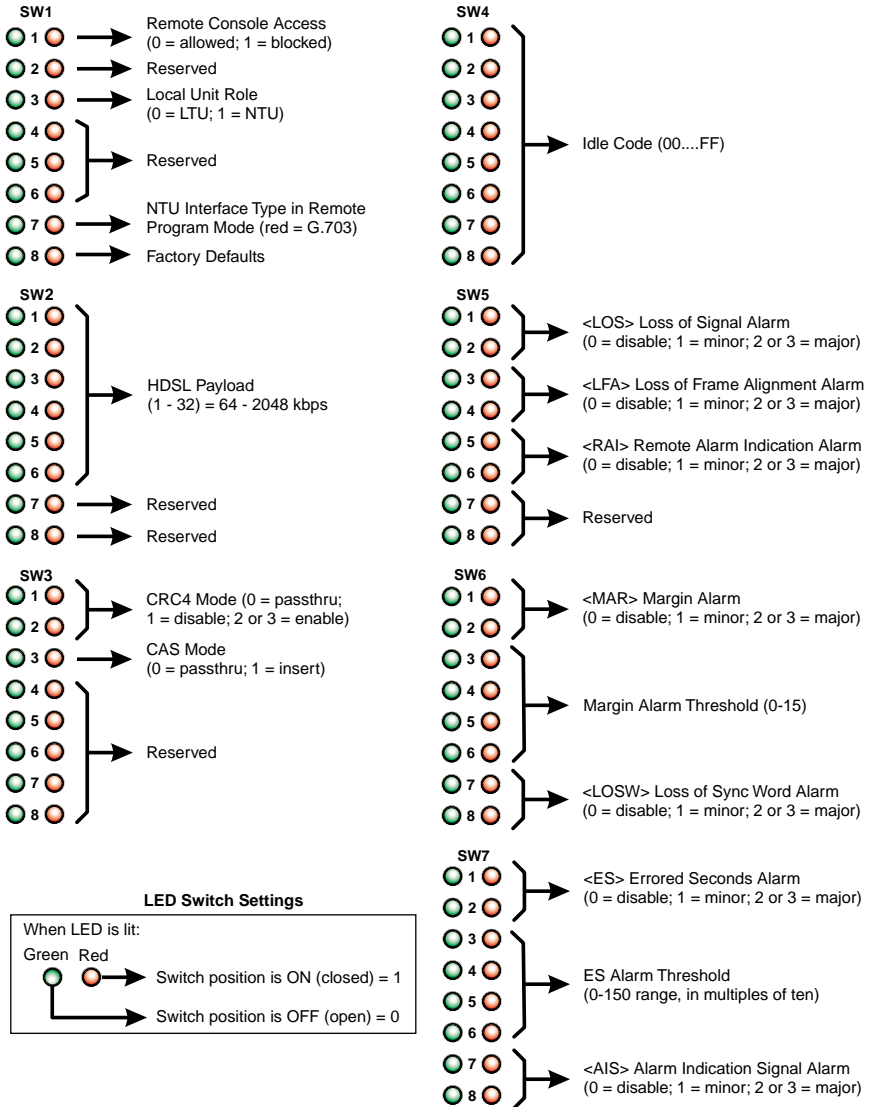 SW1
1 Remote Console Access
(0 = allowed; 1 = blocked)
2 Reserved
3 Local Unit Role
(0 = LTU; 1 = NTU)
4
5 Reserved
6
7 NTU Interface Type in Remote
Program Mode (red = G.703)
8 Factory Defaults
SW2
1
2
3 HDSL Payload
4 (1 - 32) = 64 - 2048 kbps
5
6
7 Reserved
8 Reserved
SW3
1 CRC4 Mode (0 = passthru;
2 1 = disable; 2 or 3 = enable)
3 CAS Mode
(0 = passthru; 1 = insert)
4
5
6 Reserved
7
8
LED Switch Settings
When LED is lit:
Green Red
Switch position is ON (closed) = 1
Switch position is OFF (open) = 0
SW4
1
2
3
4 Idle Code (00....FF)
5
6
7
8
SW5
1 <LOS> Loss of Signal Alarm
2 (0 = disable; 1 = minor; 2 or 3 = major)
3 <LFA> Loss of Frame Alignment Alarm
4 (0 = disable; 1 = minor; 2 or 3 = major)
5 <RAI> Remote Alarm Indication Alarm
6 (0 = disable; 1 = minor; 2 or 3 = major)
7 Reserved
8
SW6
1 <MAR> Margin Alarm
2 (0 = disable; 1 = minor; 2 or 3 = major)
3
4 Margin Alarm Threshold (0-15)
5
6
7 <LOSW> Loss of Sync Word Alarm
8 (0 = disable; 1 = minor; 2 or 3 = major)
SW7
1 <ES> Errored Seconds Alarm
2 (0 = disable; 1 = minor; 2 or 3 = major)
3
4 ES Alarm Threshold
5 (0-150 range, in multiples of ten)
6
7 <AIS> Alarm Indication Signal Alarm
8 (0 = disable; 1 = minor; 2 or 3 = major)